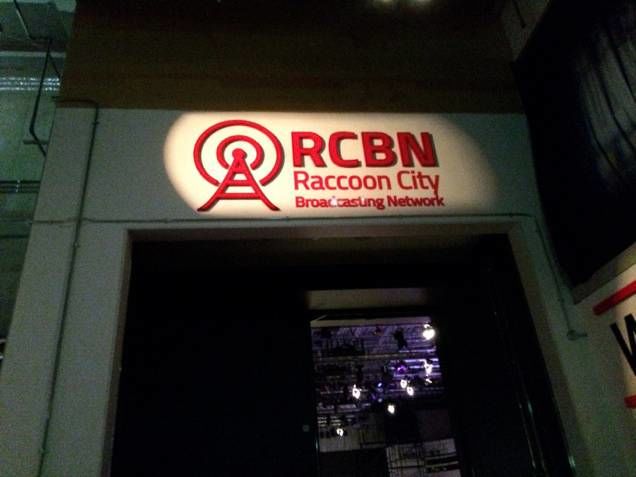 RCBN
Raccoon City
Broadcasting Network
W